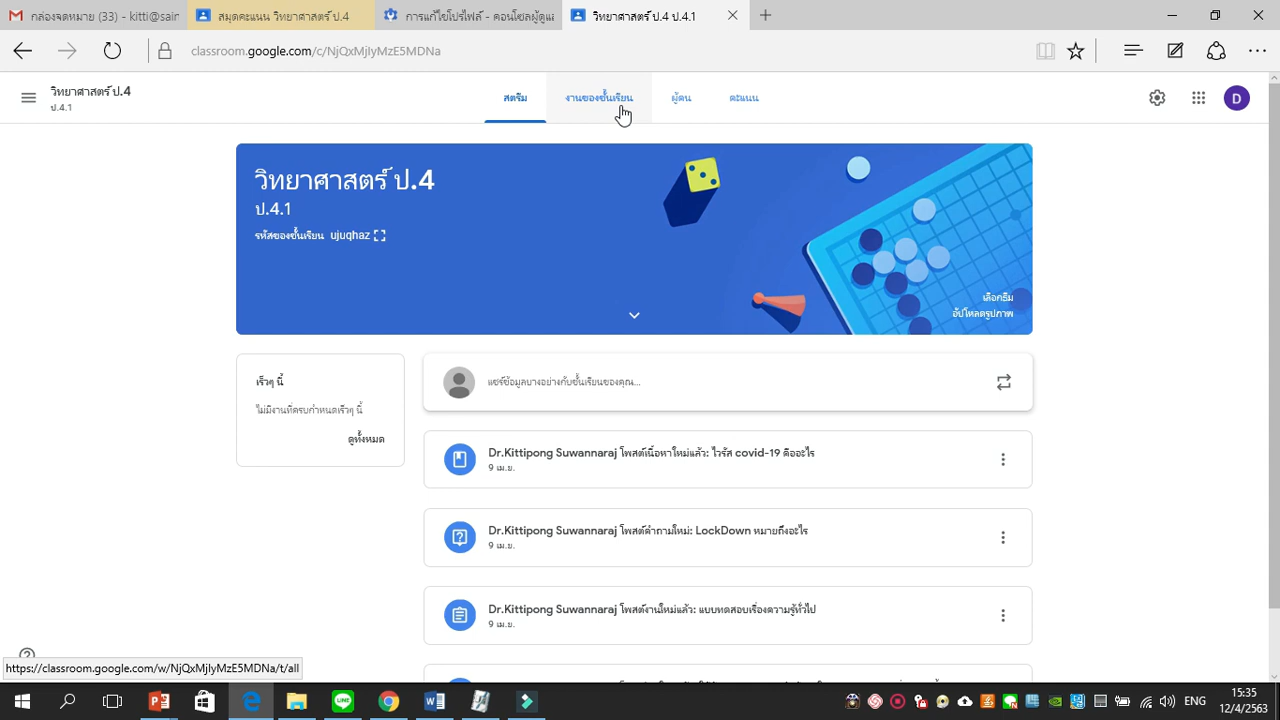 กล่องจดหมาย (33) - kitti@sain
สมุดคะแนน วิทยาศาสตร์ ป.4
การแก้ไขโปรไฟล์ - คอนโซลผู้ดูแ
วิทยาศาสตร์ ป.4 ป.4.1
classroom.google.com/c/NjQxMjIyMzE5MDNa
วิทยาศาสตร์ ป.4
ป.4.1
สตรีม
งานของชั้นเรียน
ผู้คน
คะแนน
D
วิทยาศาสตร์ ป.4
ป.4.1
รหัสของชั้นเรียน ujuqhaz
เลือกธีม
อัปโหลดรูปภาพ
เร็วๆ นี้
ไม่มีงานที่ครบกำหนดเร็วๆ นี้
ดูทั้งหมด
แชร์ข้อมูลบางอย่างกับชั้นเรียนของคุณ...
Dr.Kittipong Suwannaraj โพสต์เนื้อหาใหม่แล้ว: ไวรัส covid-19 คืออะไร
9 เม.ย.
Dr.Kittipong Suwannaraj โพสต์คำถามใหม่: LockDown หมายถึงอะไร
9 เม.ย.
Dr.Kittipong Suwannaraj โพสต์งานใหม่แล้ว: แบบทดสอบเรื่องความรู้ทั่วไป
9 เม.ย.
https://classroom.google.com/w/NjQxMjIyMzE5MDNa/t/all
ENG
15:35
12/4/2563